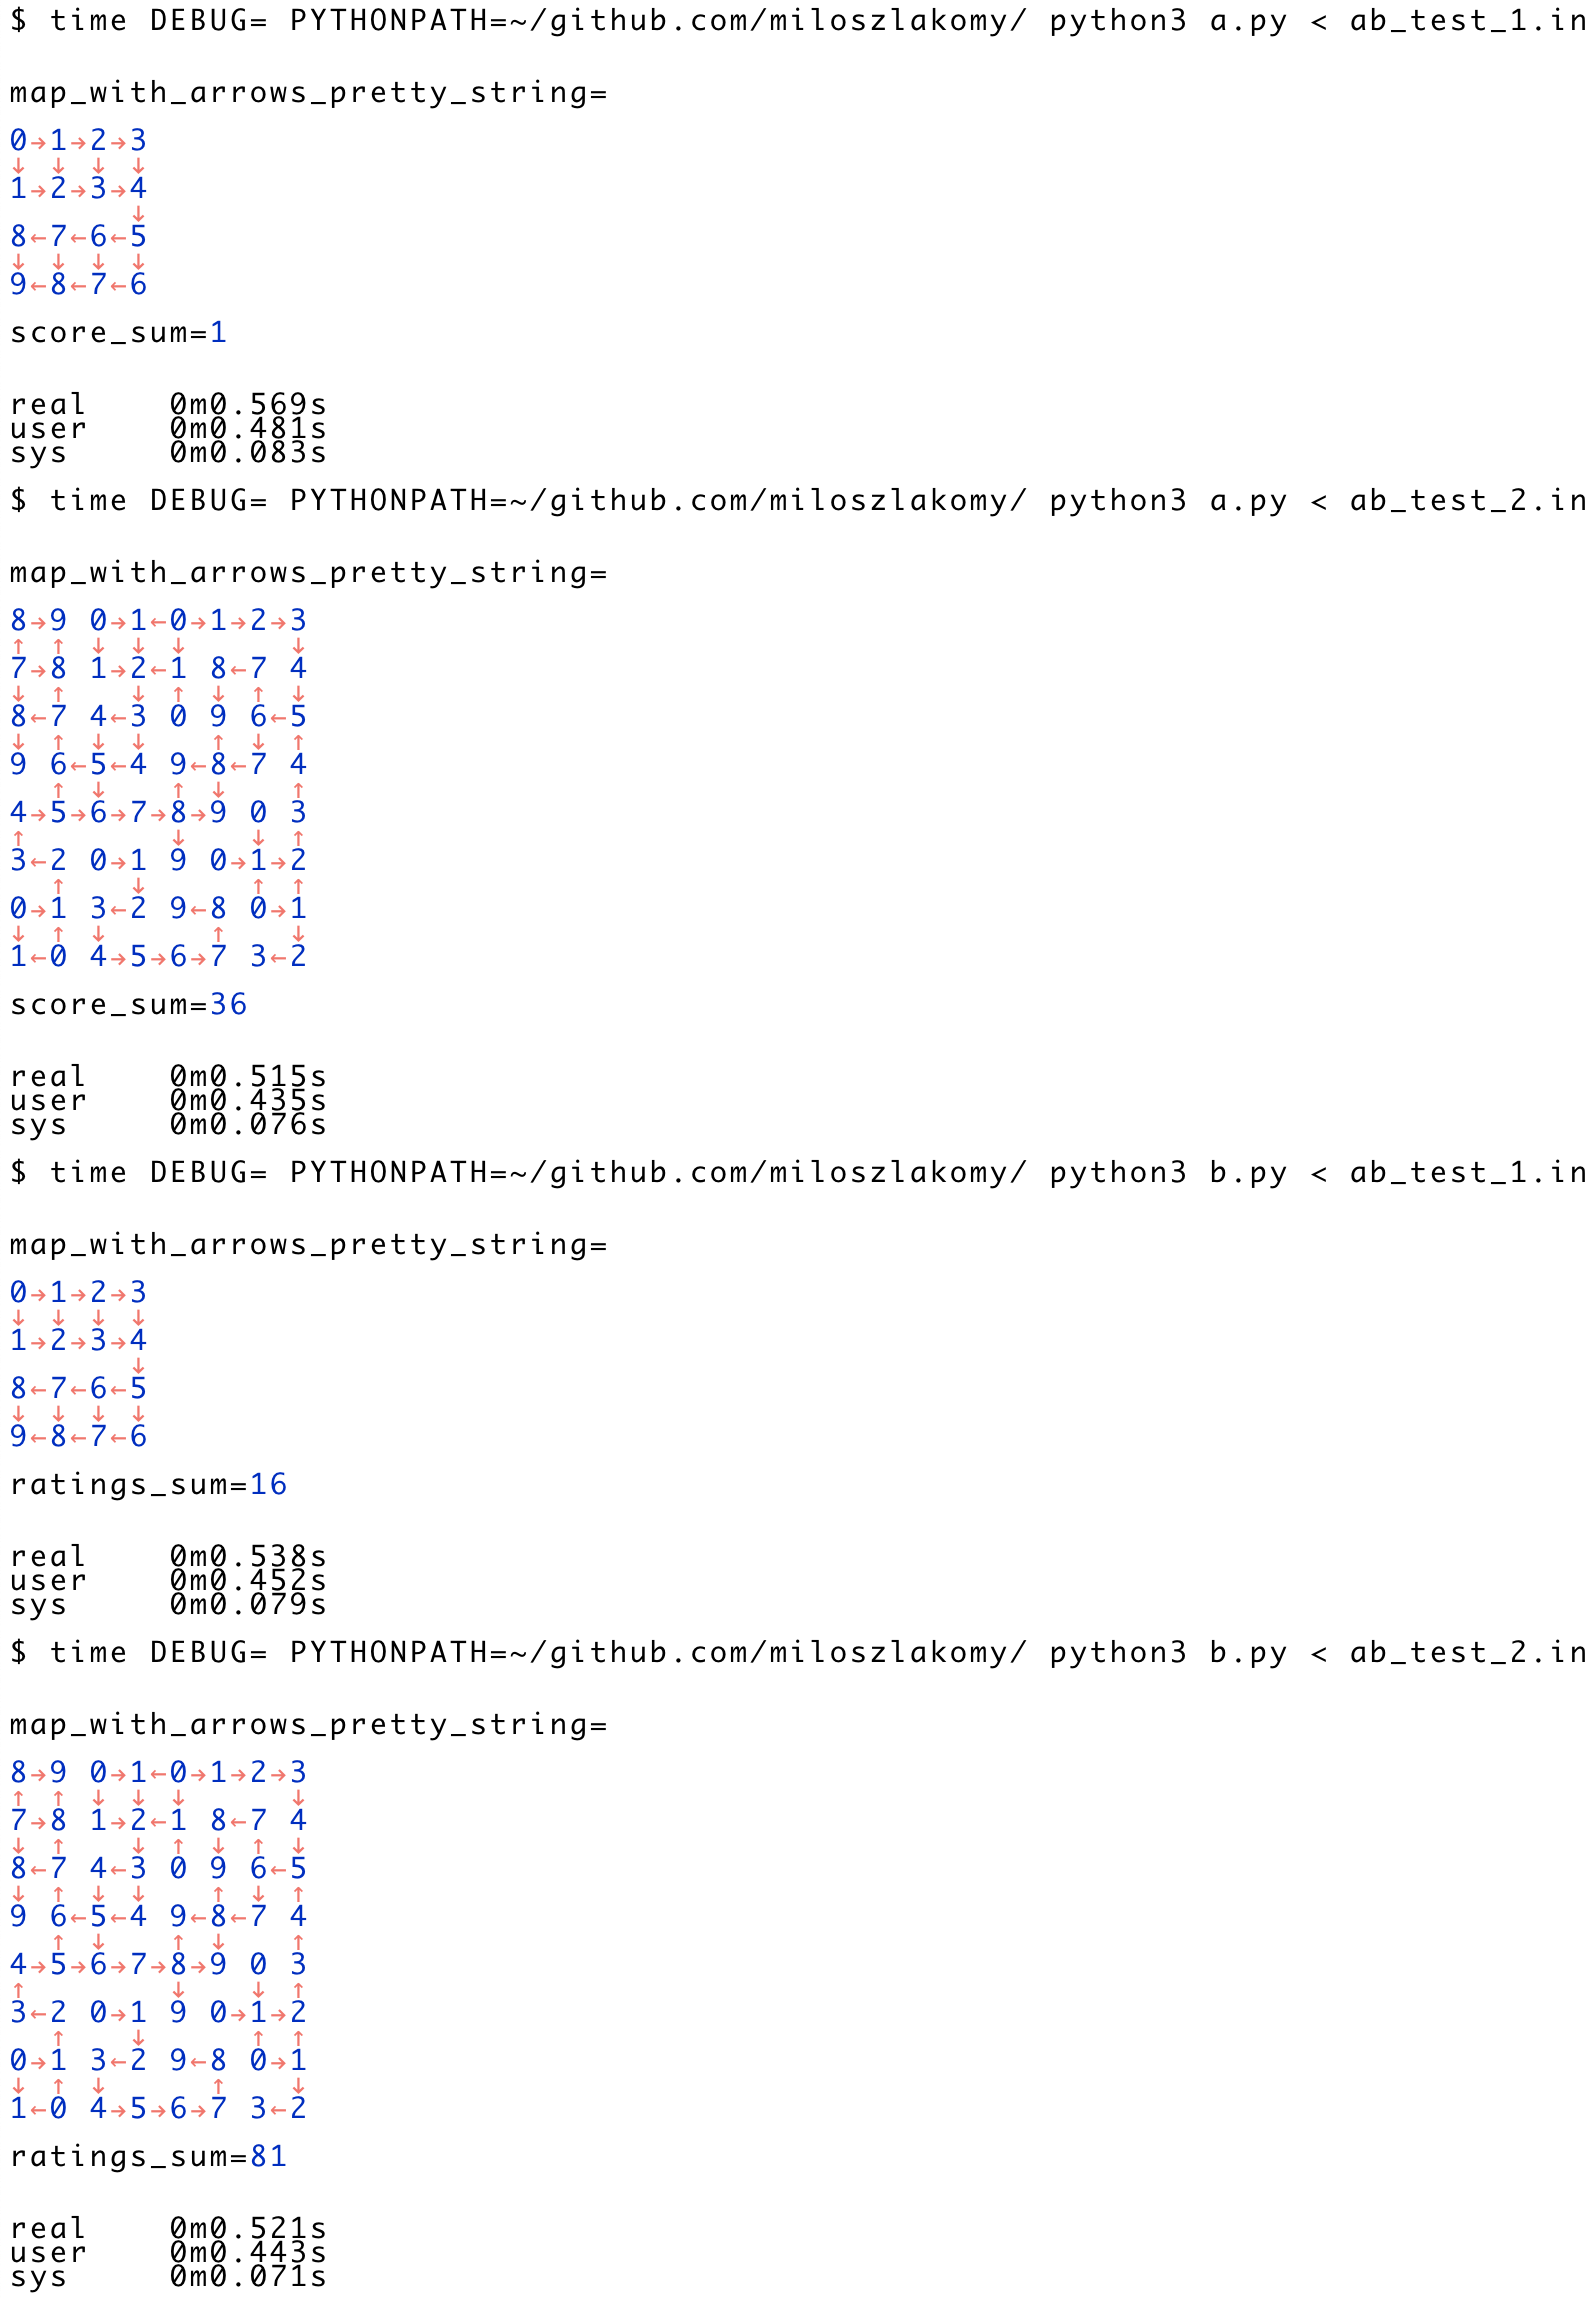 $ time DEBUG= PYTHONPATH=~/github.com/miloszlakomy/ python3 a.py < ab_test_1.in
map_with_arrows_pretty_string=
0→1→2→3
↓ ↓ ↓ ↓
1→2→3→4
      ↓
8←7←6←5
↓ ↓ ↓ ↓
9←8←7←6
score_sum=1
real    0m0.569s
user    0m0.481s
sys     0m0.083s
$ time DEBUG= PYTHONPATH=~/github.com/miloszlakomy/ python3 a.py < ab_test_2.in
map_with_arrows_pretty_string=
8→9 0→1←0→1→2→3
↑ ↑ ↓ ↓ ↓     ↓
7→8 1→2←1 8←7 4
↓ ↑   ↓ ↑ ↓ ↑ ↓
8←7 4←3 0 9 6←5
↓ ↑ ↓ ↓   ↑ ↓ ↑
9 6←5←4 9←8←7 4
  ↑ ↓   ↑ ↓   ↑
4→5→6→7→8→9 0 3
↑       ↓   ↓ ↑
3←2 0→1 9 0→1→2
  ↑   ↓     ↑ ↑
0→1 3←2 9←8 0→1
↓ ↑ ↓     ↑   ↓
1←0 4→5→6→7 3←2
score_sum=36
real    0m0.515s
user    0m0.435s
sys     0m0.076s
$ time DEBUG= PYTHONPATH=~/github.com/miloszlakomy/ python3 b.py < ab_test_1.in
map_with_arrows_pretty_string=
0→1→2→3
↓ ↓ ↓ ↓
1→2→3→4
      ↓
8←7←6←5
↓ ↓ ↓ ↓
9←8←7←6
ratings_sum=16
real    0m0.538s
user    0m0.452s
sys     0m0.079s
$ time DEBUG= PYTHONPATH=~/github.com/miloszlakomy/ python3 b.py < ab_test_2.in
map_with_arrows_pretty_string=
8→9 0→1←0→1→2→3
↑ ↑ ↓ ↓ ↓     ↓
7→8 1→2←1 8←7 4
↓ ↑   ↓ ↑ ↓ ↑ ↓
8←7 4←3 0 9 6←5
↓ ↑ ↓ ↓   ↑ ↓ ↑
9 6←5←4 9←8←7 4
  ↑ ↓   ↑ ↓   ↑
4→5→6→7→8→9 0 3
↑       ↓   ↓ ↑
3←2 0→1 9 0→1→2
  ↑   ↓     ↑ ↑
0→1 3←2 9←8 0→1
↓ ↑ ↓     ↑   ↓
1←0 4→5→6→7 3←2
ratings_sum=81
real    0m0.521s
user    0m0.443s
sys     0m0.071s